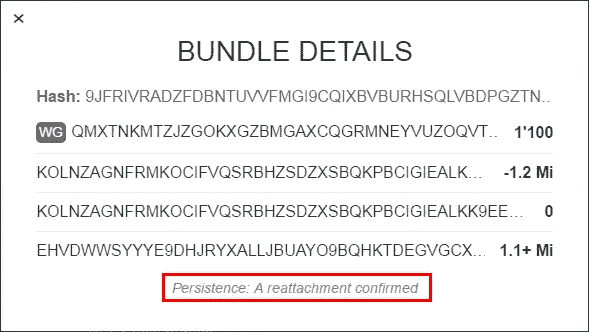 ×
BUNDLE DETAILS
Hash: 9JFRIVRADZFDBNTUVVFMGI9CQIXBVBURHSQLVBDPGZTN..
WG QMXTNKMTZJZGOKXGZBMGAXCQGRMNEYVUZOQVT.. 1'100
KOLNZAGNFRMKOCIFVQSRBHZSDZXSBQKPBCIGIEALK... -1.2 Mi
KOLNZAGNFRMKOCIFVQSRBHZSDZXSBQKPBCIGIEALKK9EE... 0
EHVDWWSYYYE9DHJRYXALLJBUAYO9BQHKTDEGVGCX... 1.1+ Mi
Persistence: A reattachment confirmed